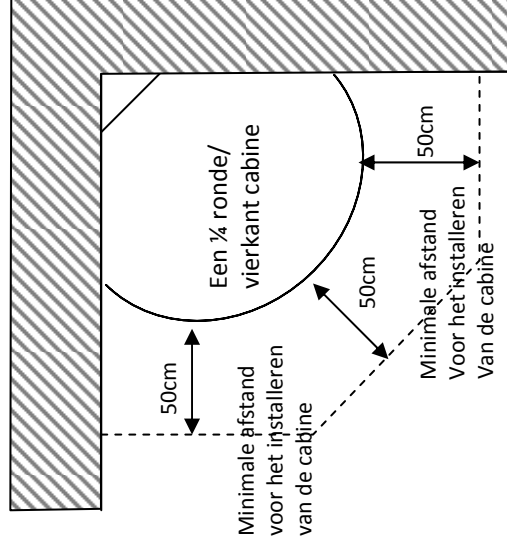 Een ¼ ronde/
vierkant cabine
50cm
50cm
50cm
Minimale afstand
voor het installeren
van de cabine
Minimale afstand
Voor het installeren
Van de cabine